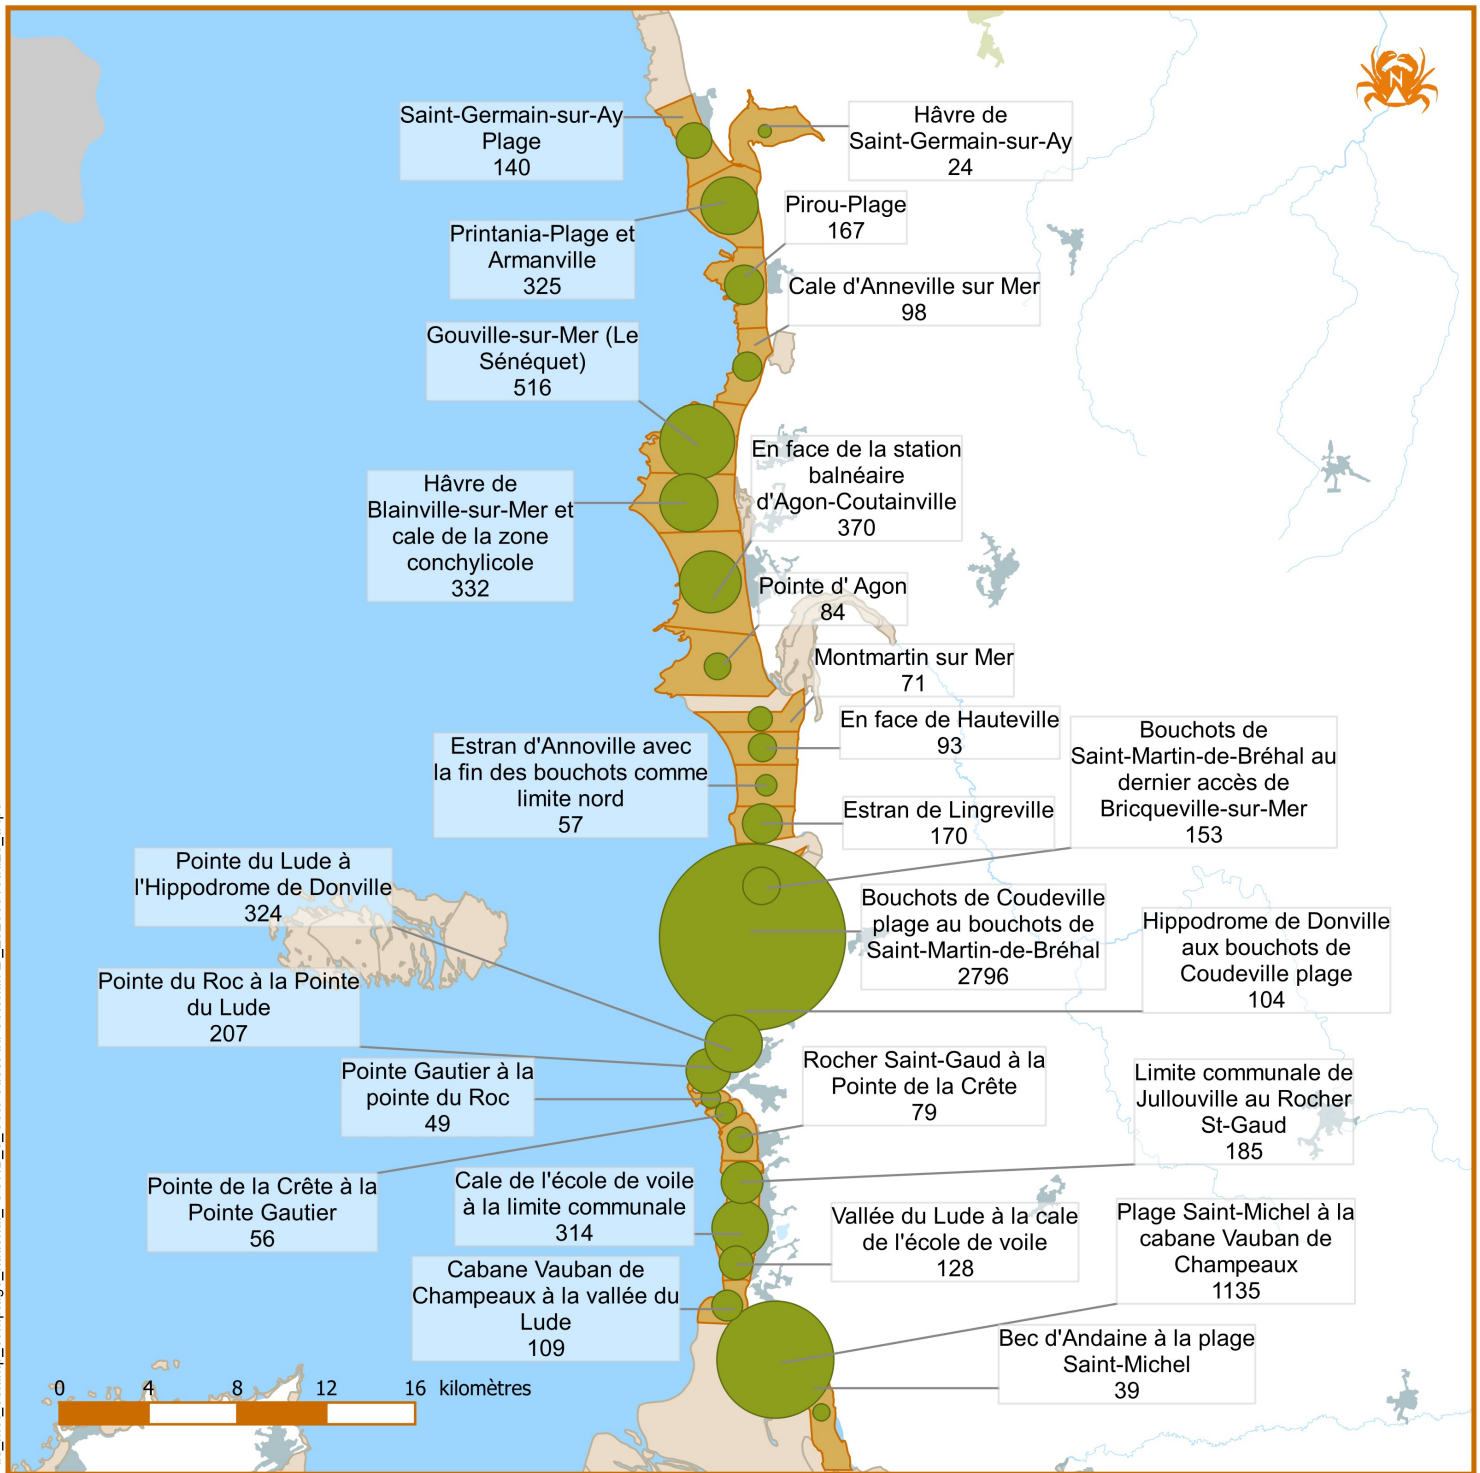 Saint-Germain-sur-Ay
Plage
140
Hâvre de
Saint-Germain-sur-Ay
24
Pirou-Plage
167
Printania-Plage et
Armanville
325
Cale d'Anneville sur Mer
98
Gouville-sur-Mer (Le
Sénéquet)
516
En face de la station
balnéaire
d'Agon-Coutainville
370
Hâvre de
Blainville-sur-Mer et
cale de la zone
conchylicole
332
Pointe d' Agon
84
Montmartin sur Mer
71
En face de Hauteville
93
Bouchots de
Saint-Martin-de-Bréhal au
dernier accès de
Bricqueville-sur-Mer
153
Estran d'Annoville avec
la fin des bouchots comme
limite nord
57
Estran de Lingreville
170
Pointe du Lude à
l'Hippodrome de Donville
324
Bouchots de Coudeville
plage au bouchots de
Saint-Martin-de-Bréhal
2796
Hippodrome de Donville
aux bouchots de
Coudeville plage
104
Pointe du Roc à la Pointe
du Lude
207
Rocher Saint-Gaud à la
Pointe de la Crête
79
Pointe Gautier à la
pointe du Roc
49
Limite communale de
Jullouville au Rocher
St-Gaud
185
Pointe de la Crête à la
Pointe Gautier
56
Cale de l'école de voile
à la limite communale
314
Vallée du Lude à la cale
de l'école de voile
128
Plage Saint-Michel à la
cabane Vauban de
Champeaux
1135
Cabane Vauban de
Champeaux à la vallée du
Lude
109
Bec d'Andaine à la plage
Saint-Michel
39
0 4 8 12 16 kilomètres
N